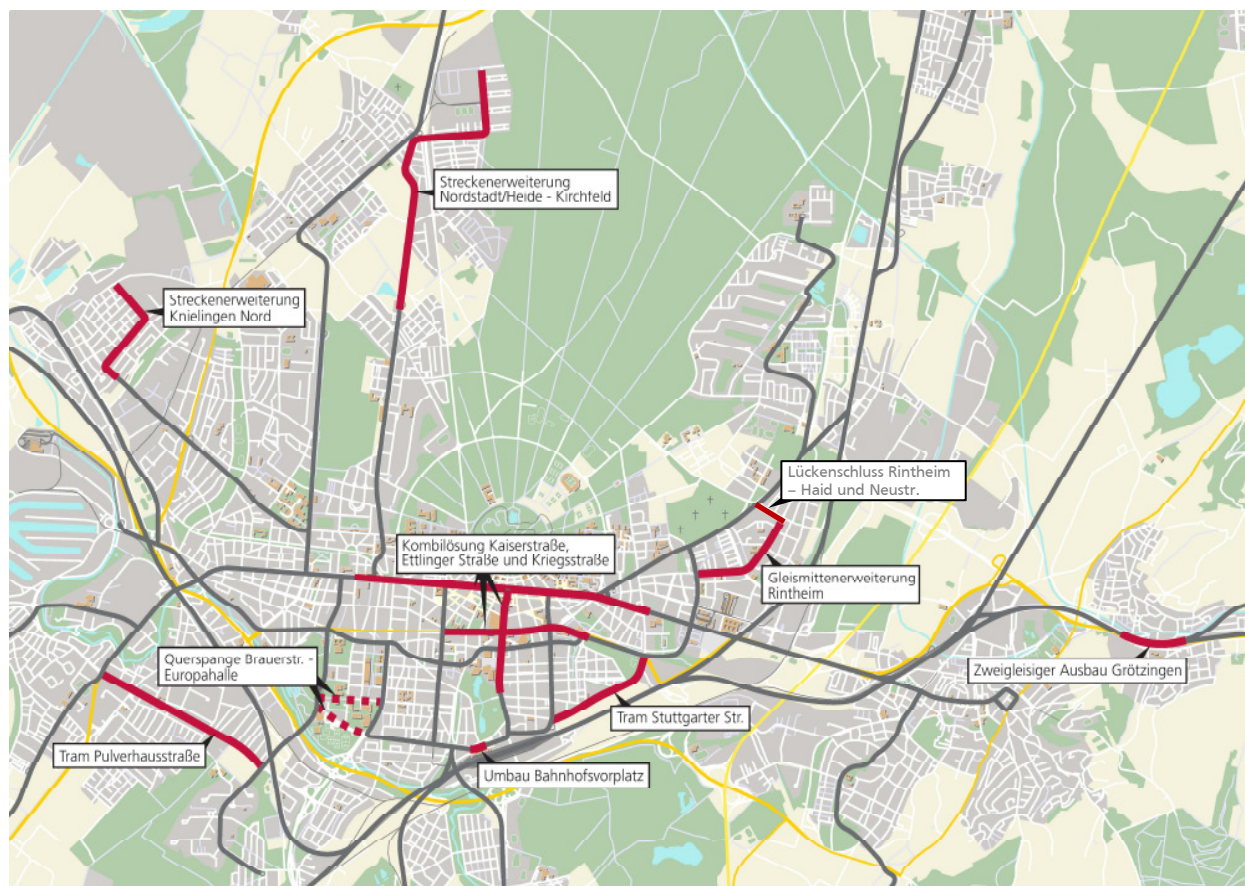 Streckenerweiterung
Nordstadt/Heide - Kirchfeld
Streckenerweiterung
Knielingen Nord
Lückenschluss Rintheim
– Haid und Neustr.
Kombilösung Kaiserstraße,
Ettlinger Straße und Kriegsstraße
Gleismittenerweiterung
Rintheim
Querspange Brauerstr. -
Europahalle
Zweigleisiger Ausbau Grötzingen
Tram Stuttgarter Str.
Tram Pulverhausstraße
Umbau Bahnhofsvorplatz